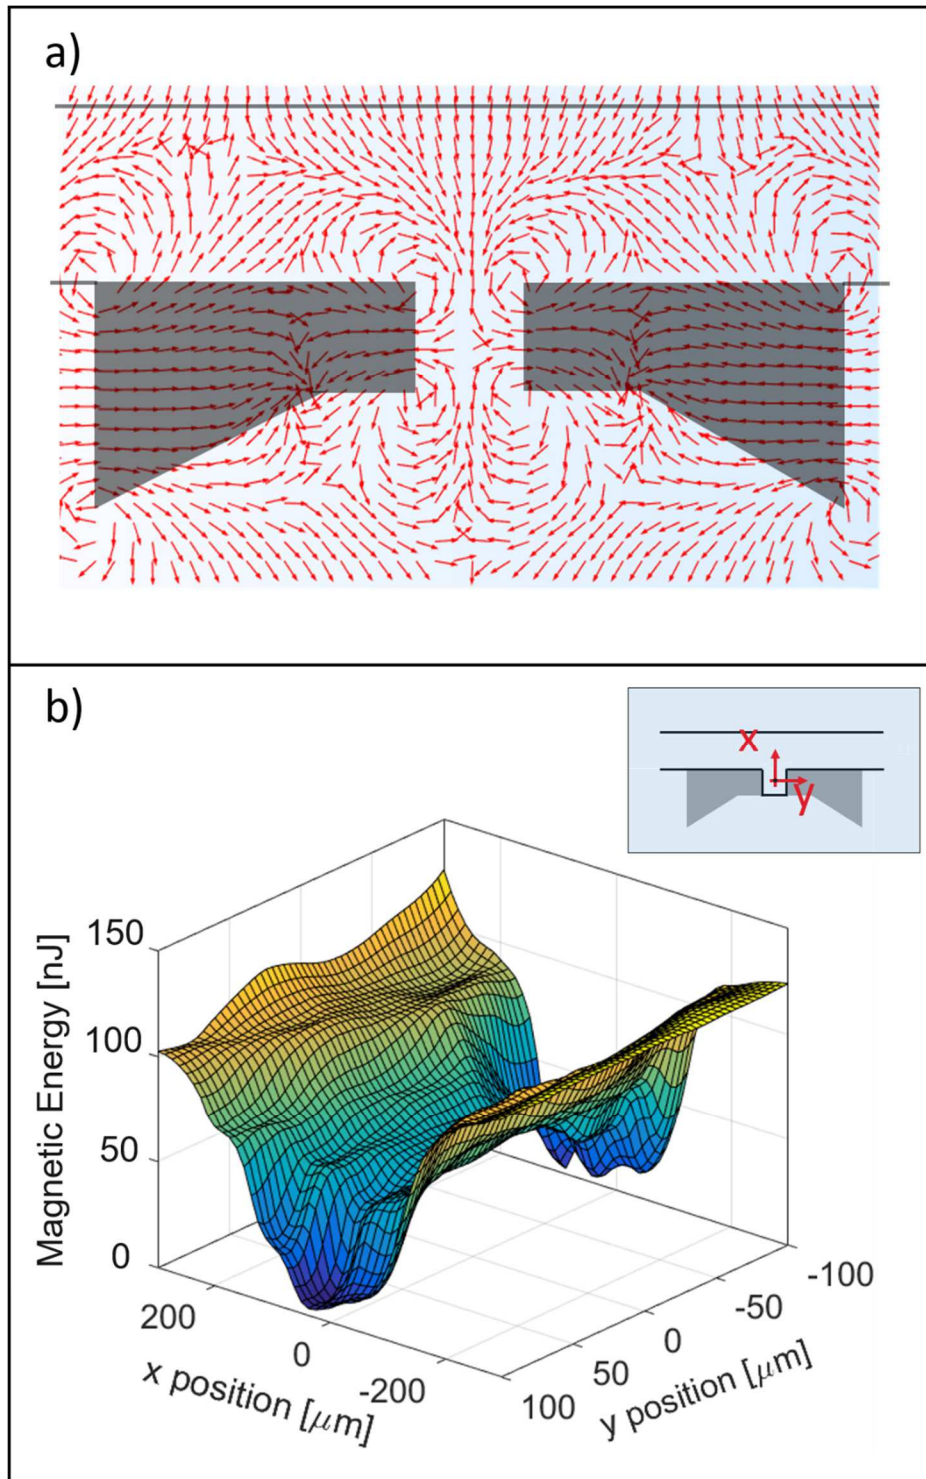 a)
b)
x
y
150
100
50
0
Magnetic Energy [nJ]
200
0
-200
x position [μm]
100
50
0
-50
-100
y position [μm]